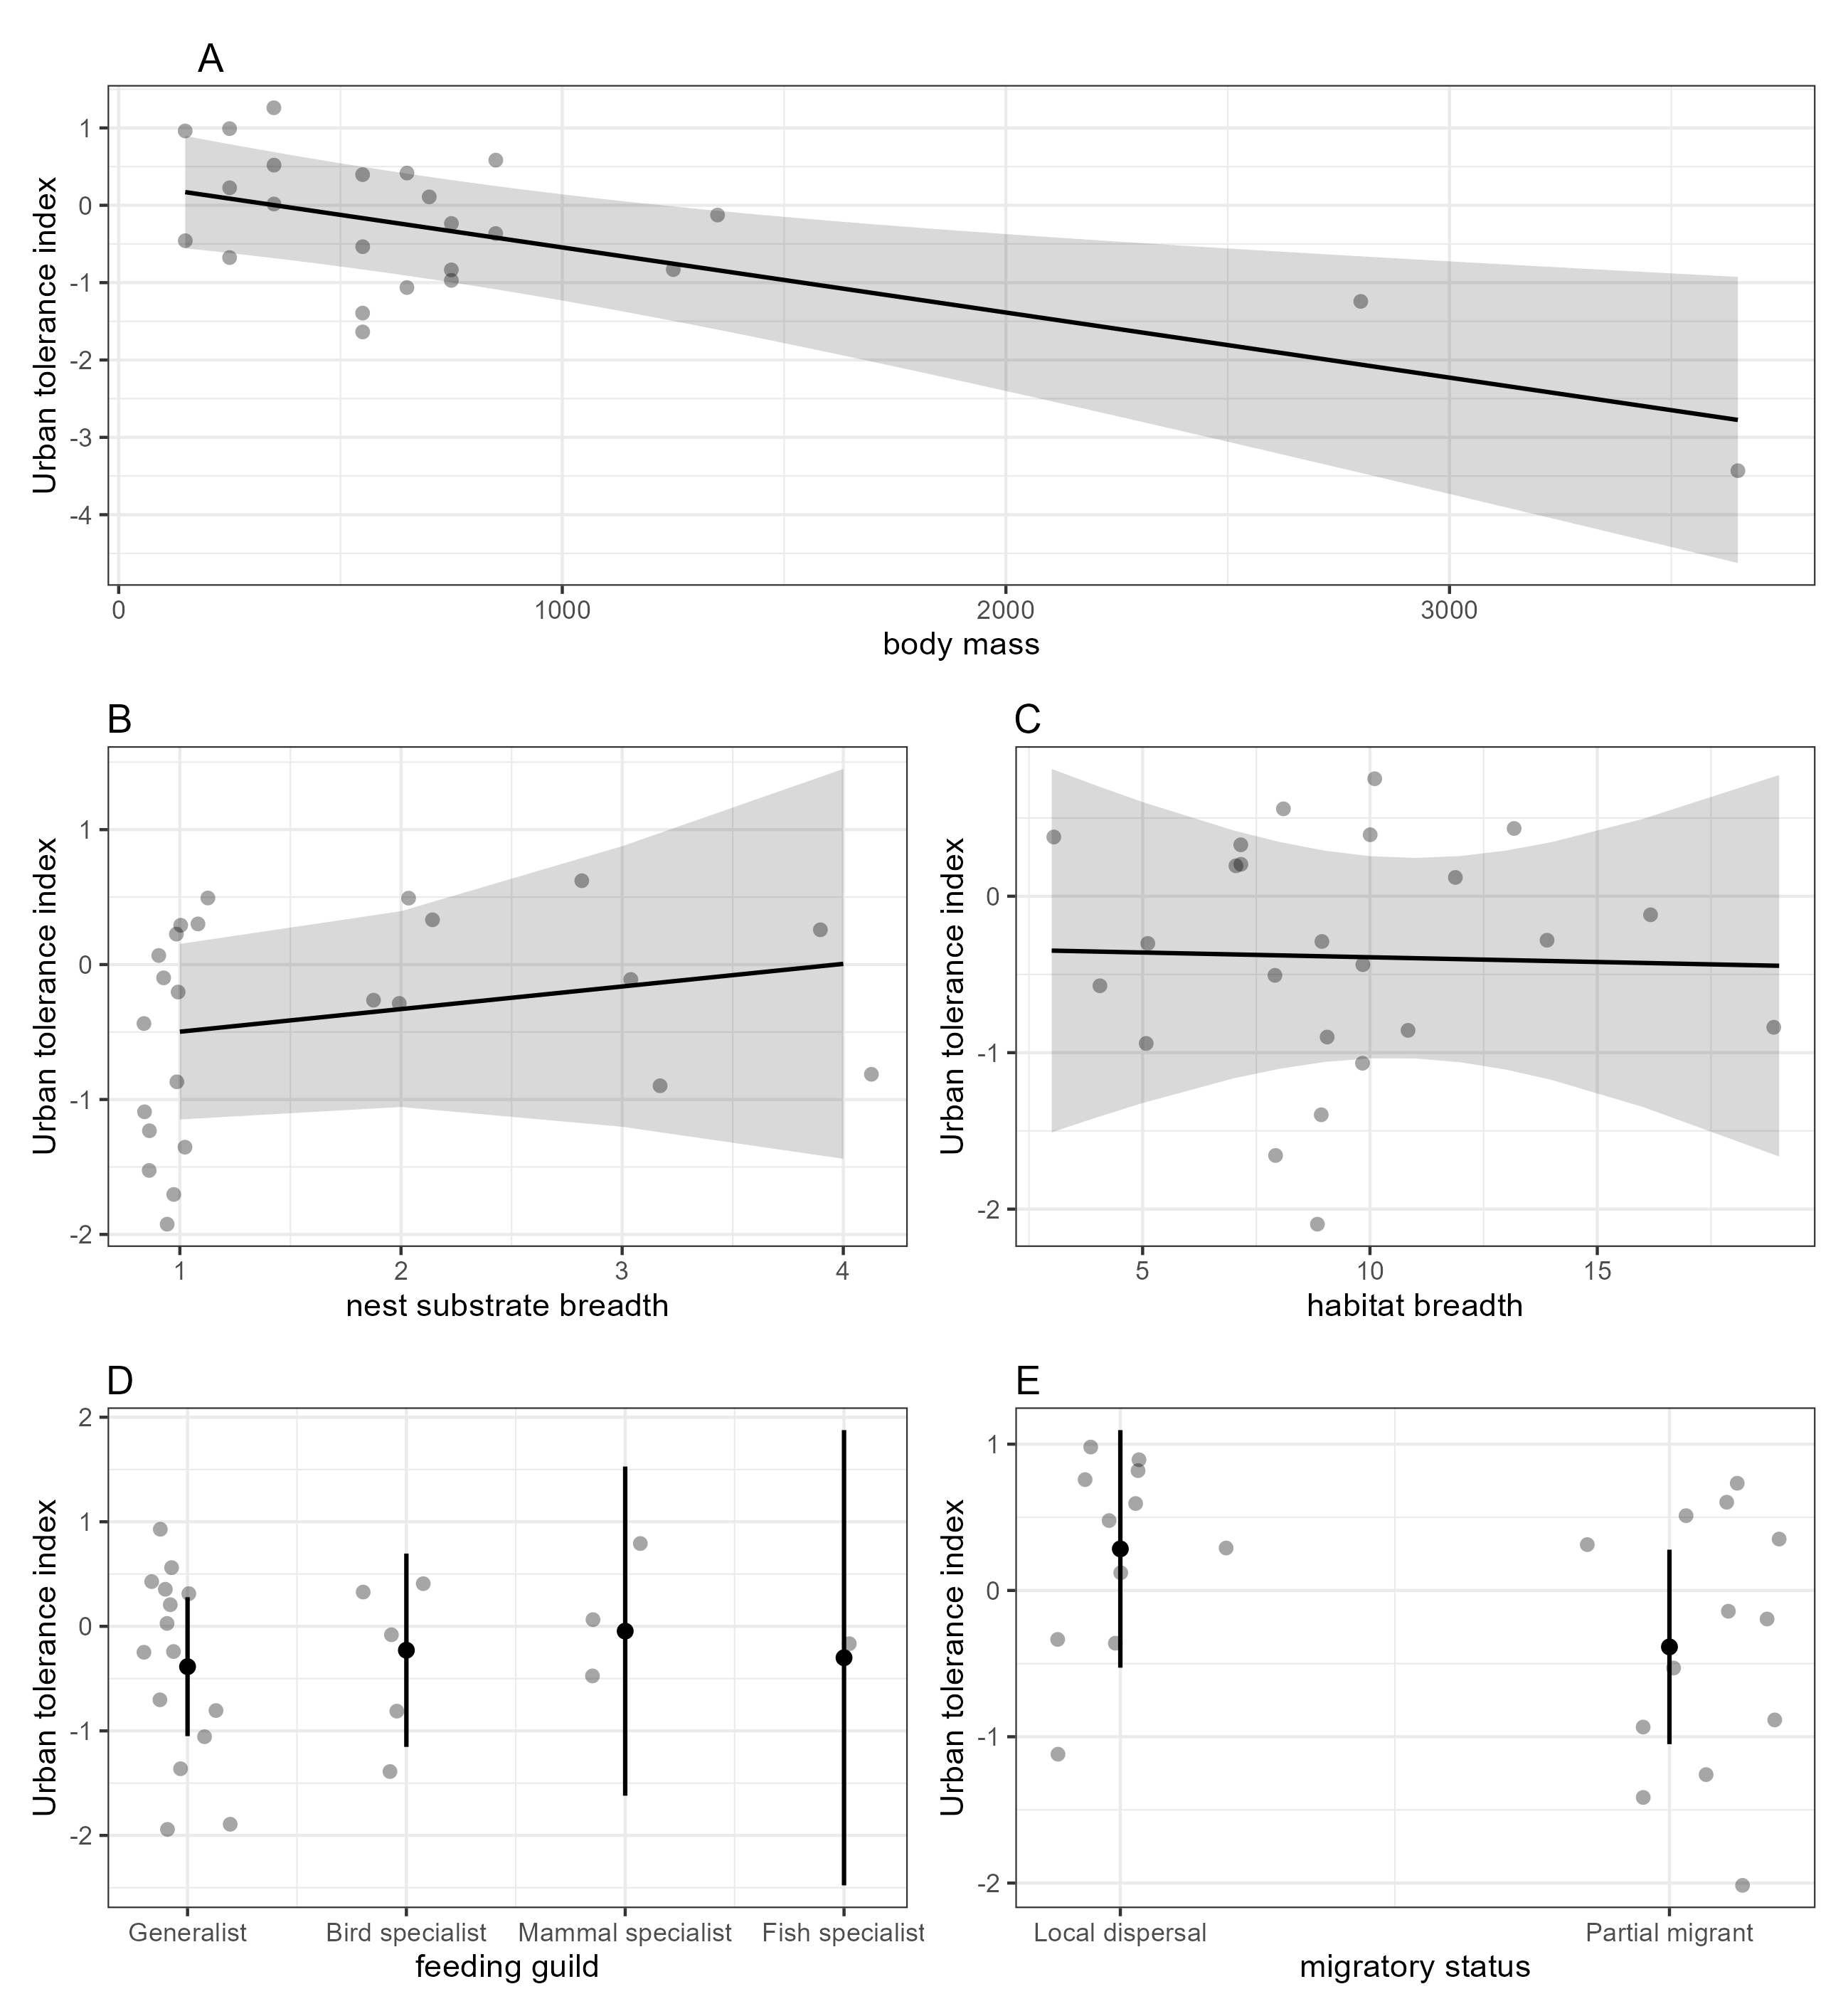 A
Urban tolerance index
1
0
-1
-2
-3
-4
0 1000 2000 3000
body mass
B
Urban tolerance index
1
0
-1
-2
1 2 3 4
nest substrate breadth
C
Urban tolerance index
0
-1
-2
5 10 15
habitat breadth
D
Urban tolerance index
2
1
0
-1
-2
Generalist Bird specialist Mammal specialist Fish specialist
feeding guild
E
Urban tolerance index
1
0
-1
-2
Local dispersal Partial migrant
migratory status